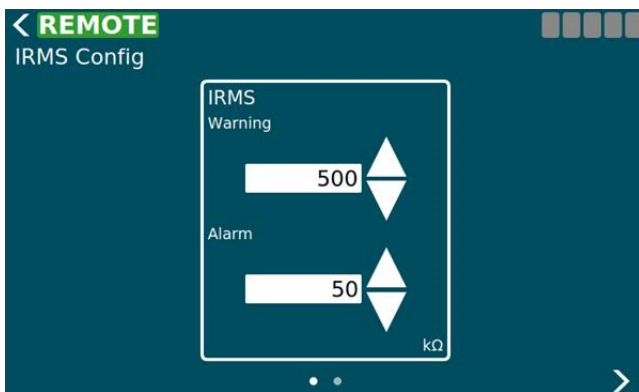 REMOTE
IRMS Config
IRMS
Warning
500
Alarm
50
kΩ